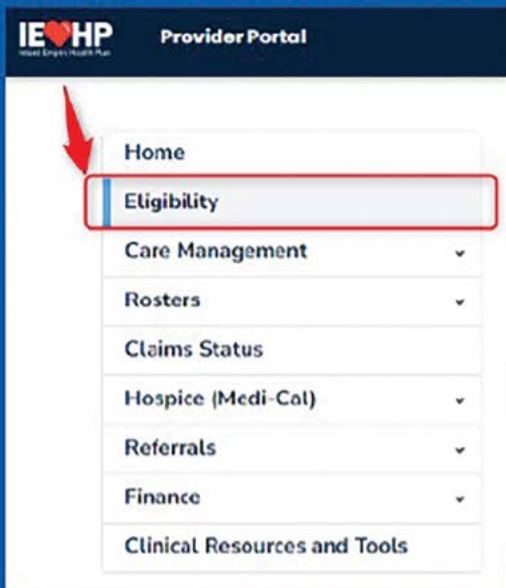 IEHP
Inland Empire Health Plan
Provider Portal
Home
Eligibility
Care Management
Rosters
Claims Status
Hospice (Medi-Cal)
Referrals
Finance
Clinical Resources and Tools